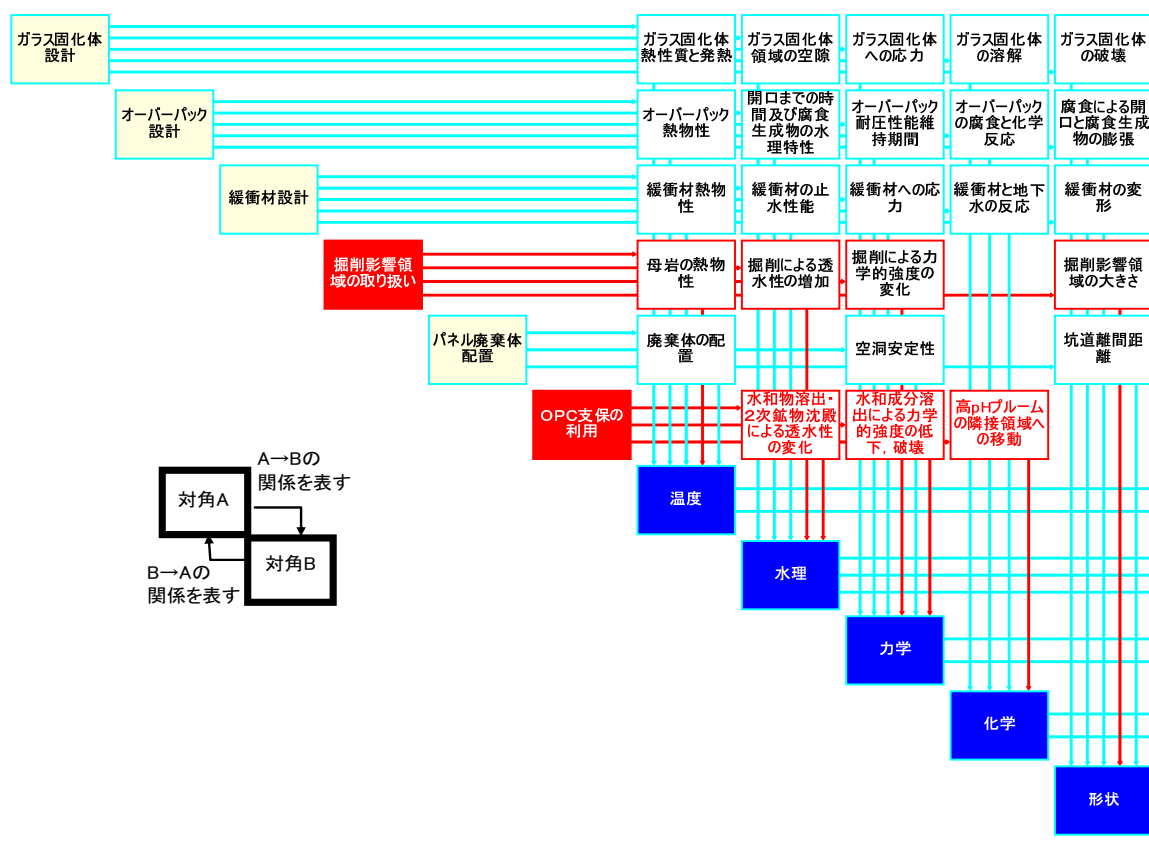 ガラス固化体
設計
ガラス固化体
熱性質と発熱
ガラス固化体
領域の空隙
ガラス固化体
への応力
ガラス固化体
の溶解
ガラス固化体
の破壊
オーバーパック
設計
オーバーパック
熱物性
開口までの時
間及び腐食
生成物の水
理特性
オーバーパック
耐圧性能維
持期間
オーバーパック
の腐食と化学
反応
腐食による開
口と腐食生成
物の膨張
緩衝材設計
緩衝材熱物
性
緩衝材の止
水性能
緩衝材への応
力
緩衝材と地下
水の反応
緩衝材の変
形
掘削影響領
域の取り扱い
母岩の熱物
性
掘削による透
水性の増加
掘削による力
学的強度の
変化
掘削影響領
域の大きさ
パネル廃棄体
配置
廃棄体の配
置
空洞安定性
坑道離間距
離
OPC支保の
利用
水和物溶出・
2次鉱物沈殿
による透水性
の変化
水和成分溶
出による力学
的強度の低
下，破壊
高pHプルーム
の隣接領域へ
の移動
A→Bの
関係を表す
対角A
対角B
B→Aの
関係を表す
温度
水理
力学
化学
形状